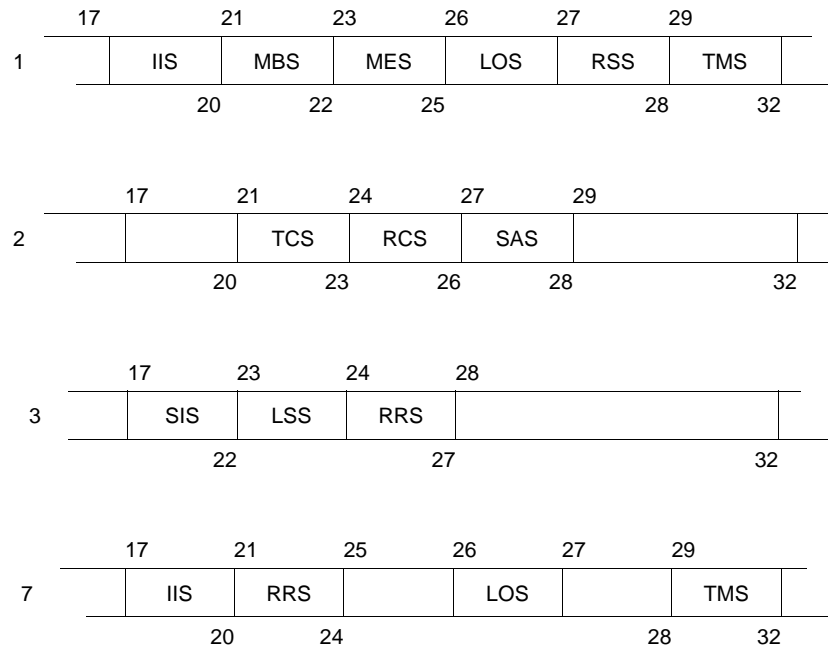 17 21 23 26 27 29
1 IIS MBS MES LOS RSS TMS
20 22 25 28 32
17 21 24 27 29
2 TCS RCS SAS
20 23 26 28 32
17 23 24 28
3 SIS LSS RRS
22 27 32
17 21 25 26 27 29
7 IIS RRS LOS TMS
20 24 28 32